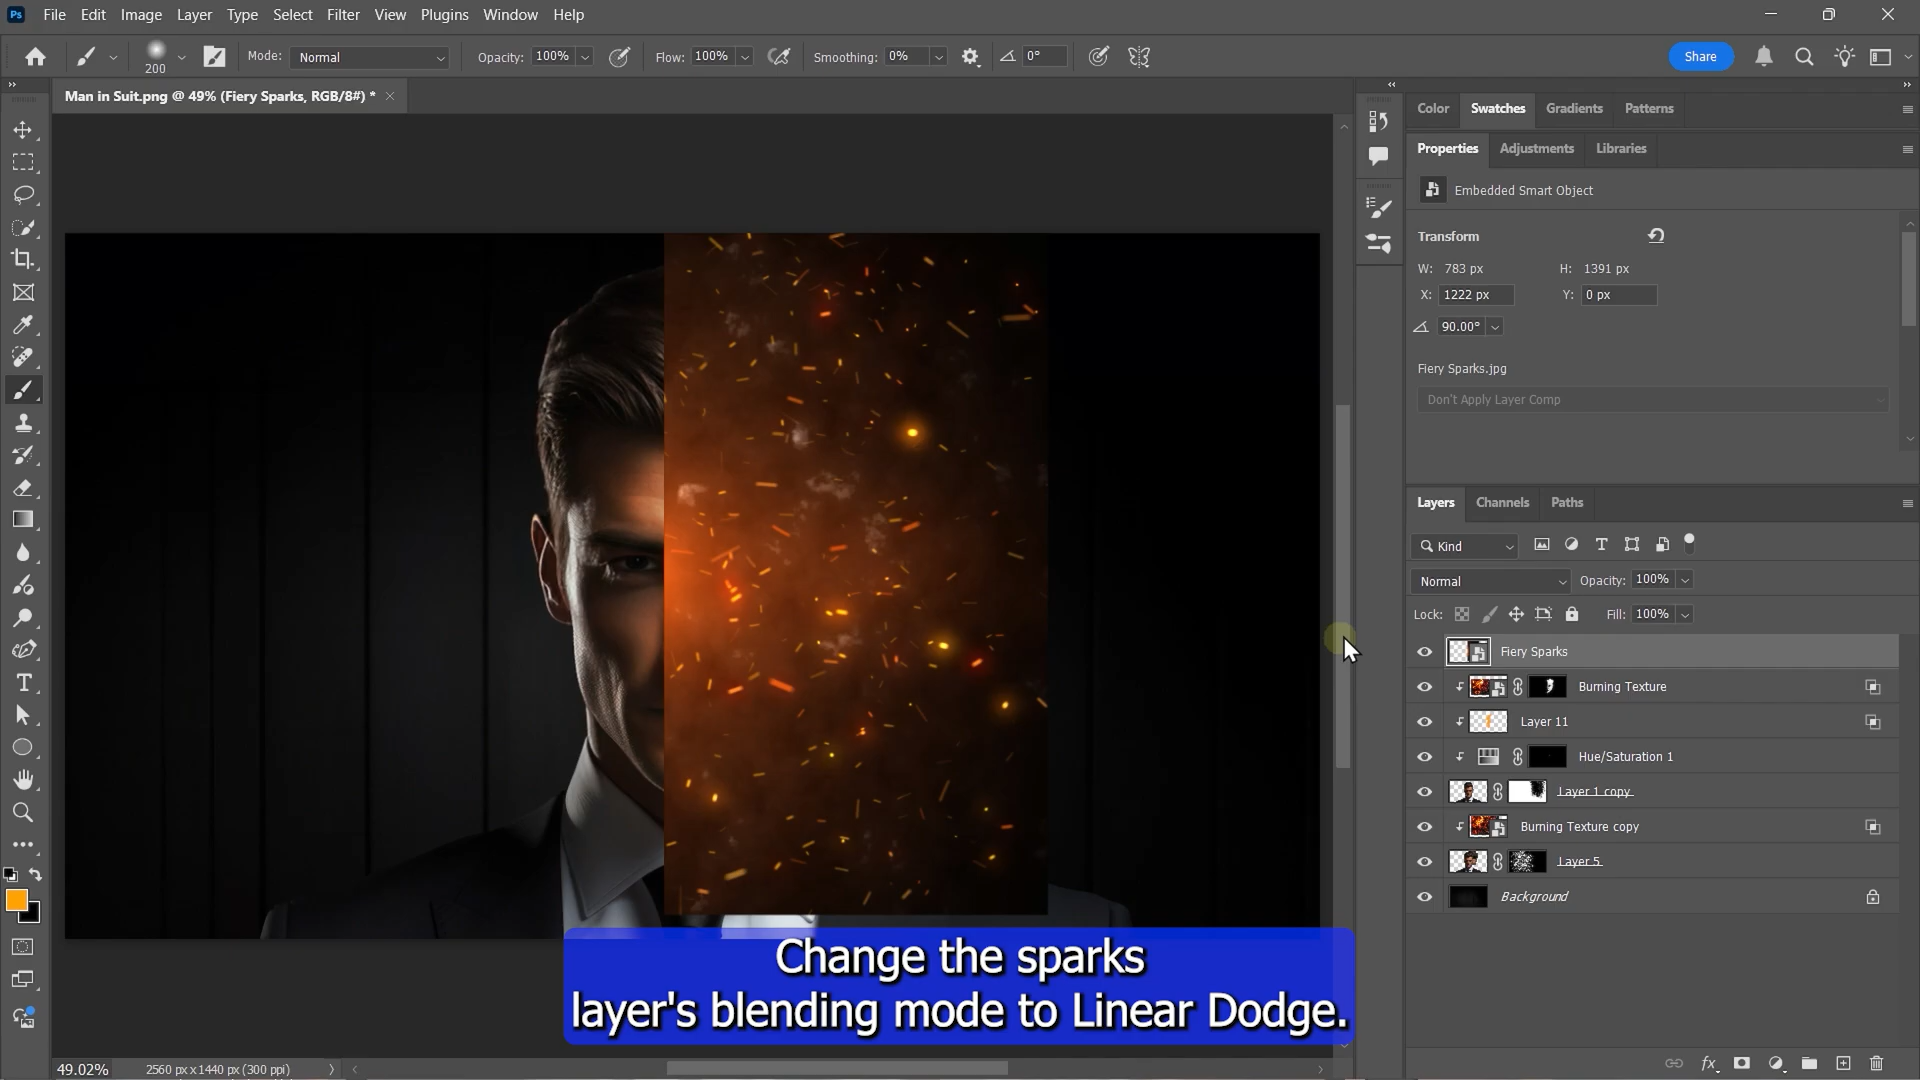 Ps File Edit Image Layer Type Select Filter View Plugins Window Help
200 Mode: Normal Opacity: 100% Flow: 100% Smoothing: 0% 0° Share
Man in Suit.png @ 49% (Fiery Sparks, RGB/8#) *
Color Swatches Gradients Patterns
Properties Adjustments Libraries
Embedded Smart Object
Transform
W: 783 px H: 1391 px
X: 1222 px Y: 0 px
90.00°
Fiery Sparks.jpg
Don't Apply Layer Comp
Layers Channels Paths
Kind
Normal Opacity: 100%
Lock: Fill: 100%
Fiery Sparks
Burning Texture
Layer 11
Hue/Saturation 1
Layer 1 copy
Burning Texture copy
Layer 5
Background
Change the sparks
layer's blending mode to Linear Dodge.
49.02% 2560 px x 1440 px (300 ppi)
fx